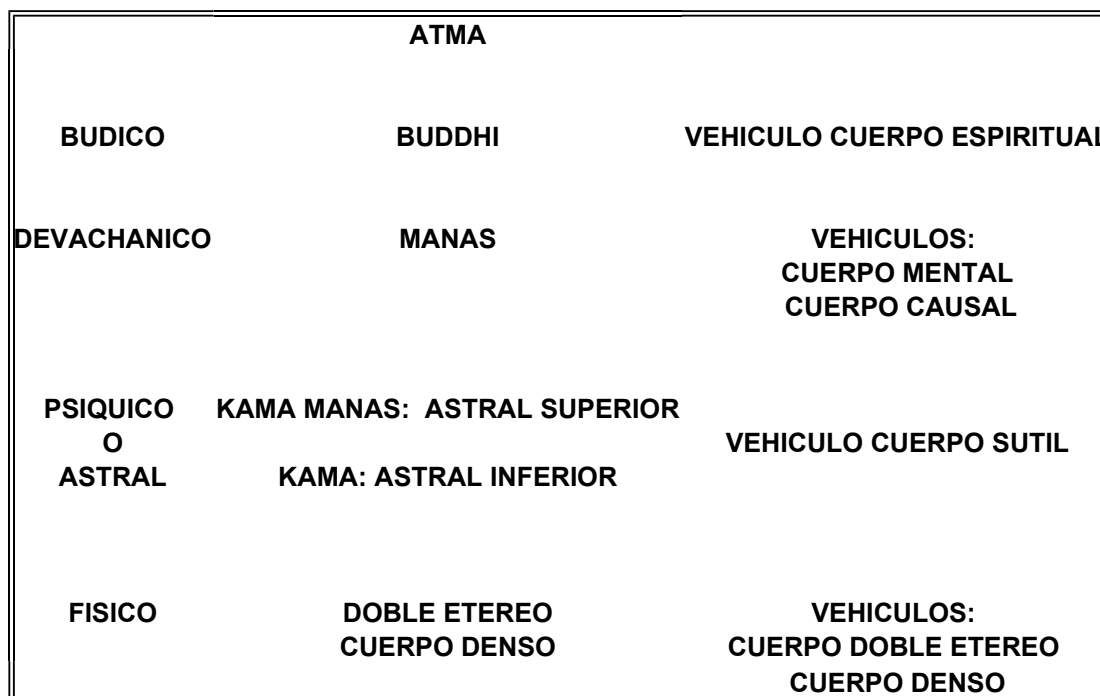 ATMA
BUDICO BUDDHI VEHICULO CUERPO ESPIRITUAL
DEVACHANICO MANAS VEHICULOS:
CUERPO MENTAL
CUERPO CAUSAL
PSIQUICO KAMA MANAS: ASTRAL SUPERIOR
O VEHICULO CUERPO SUTIL
ASTRAL KAMA: ASTRAL INFERIOR
FISICO DOBLE ETEREO VEHICULOS:
CUERPO DENSO CUERPO DOBLE ETEREO
CUERPO DENSO